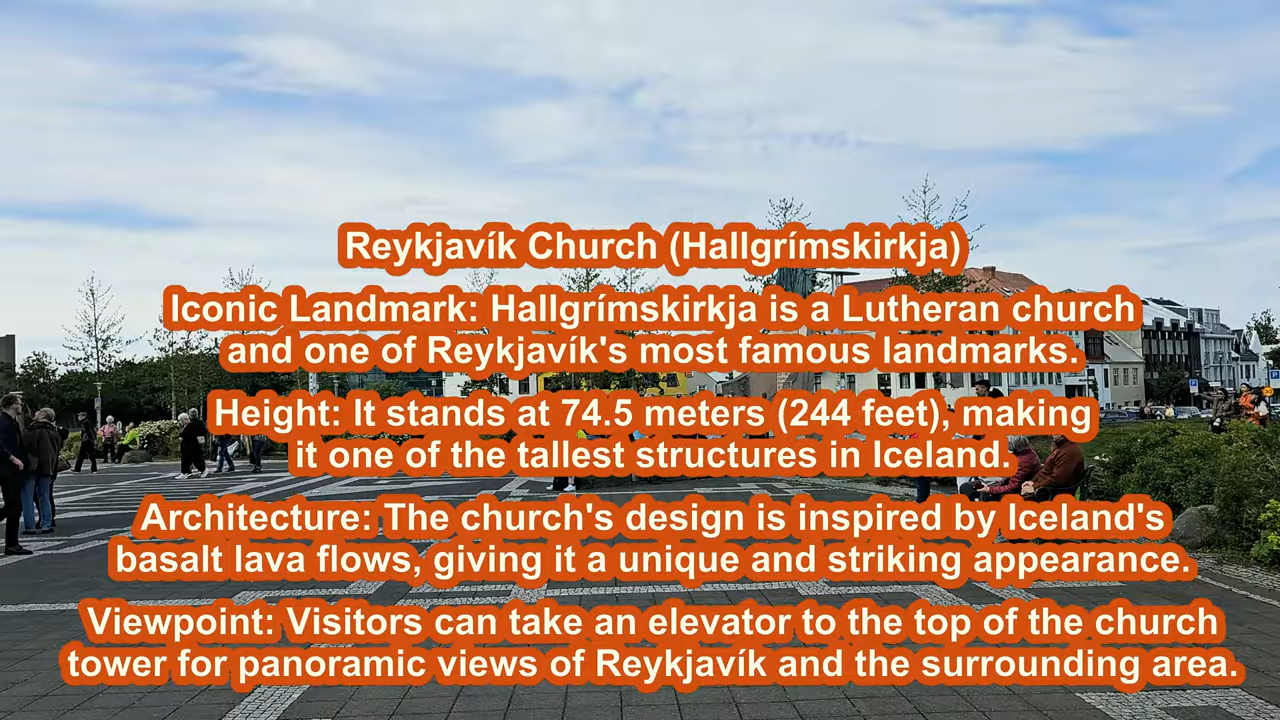 Reykjavík Church (Hallgrímskirkja)
Iconic Landmark: Hallgrímskirkja is a Lutheran church
and one of Reykjavík's most famous landmarks.
Height: It stands at 74.5 meters (244 feet), making
it one of the tallest structures in Iceland.
Architecture: The church's design is inspired by Iceland's
basalt lava flows, giving it a unique and striking appearance.
Viewpoint: Visitors can take an elevator to the top of the church
tower for panoramic views of Reykjavík and the surrounding area.